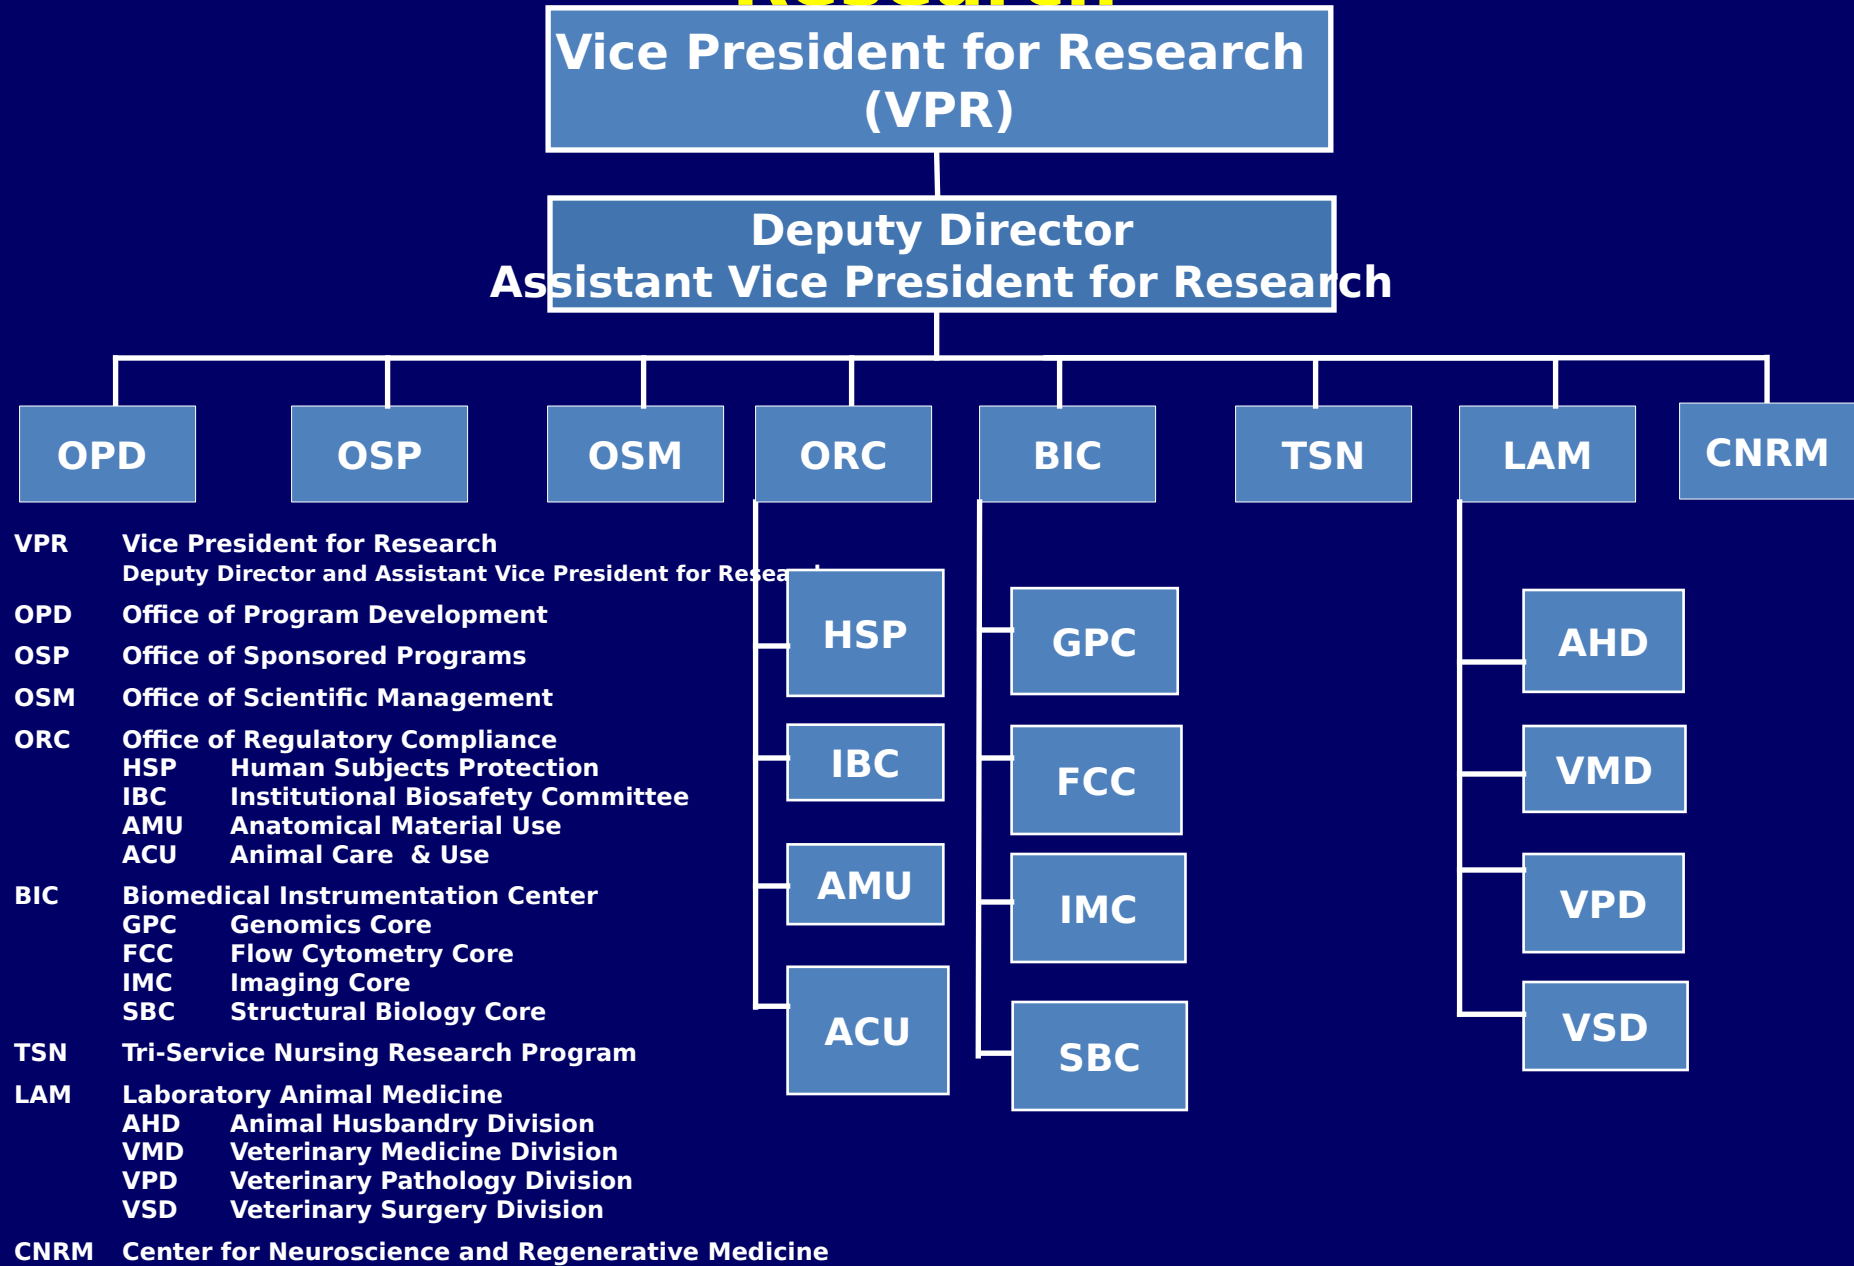 Vice President for Research
(VPR)
Deputy Director
Assistant Vice President for Research
OPD
OSP
OSM
ORC
BIC
TSN
LAM
CNRM
VPR Vice President for Research
Deputy Director and Assistant Vice President for
OPD Office of Program Development
OSP Office of Sponsored Programs
OSM Office of Scientific Management
ORC Office of Regulatory Compliance
HSP Human Subjects Protection
IBC Institutional Biosafety Committee
AMU Anatomical Material Use
ACU Animal Care & Use
BIC Biomedical Instrumentation Center
GPC Genomics Core
FCC Flow Cytometry Core
IMC Imaging Core
SBC Structural Biology Core
TSN Tri-Service Nursing Research Program
LAM Laboratory Animal Medicine
AHD Animal Husbandry Division
VMD Veterinary Medicine Division
VPD Veterinary Pathology Division
VSD Veterinary Surgery Division
CNRM Center for Neuroscience and Regenerative Medicine
HSP
IBC
AMU
ACU
GPC
FCC
IMC
SBC
AHD
VMD
VPD
VSD